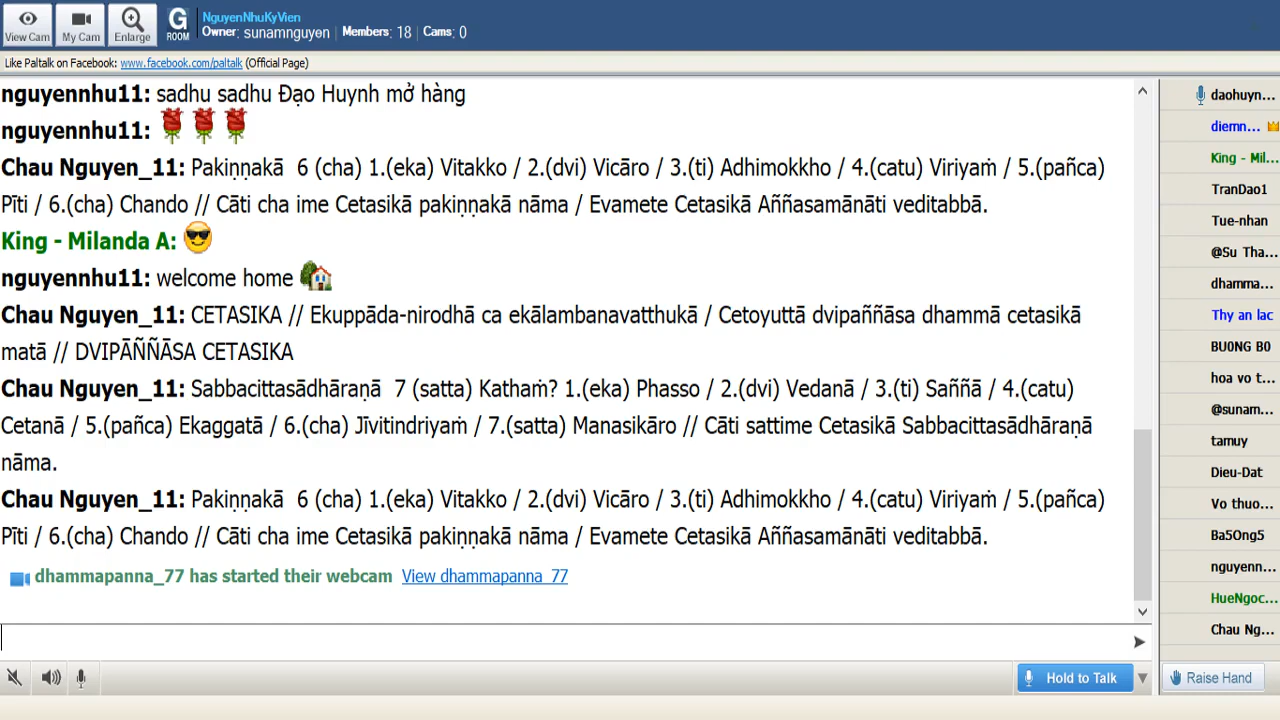 View Cam
My Cam
Enlarge
G
ROOM
NguyenNhuKyVien
Owner: sunamnguyen | Members: 18 | Cams: 0
Like Paltalk on Facebook: www.facebook.com/paltalk (Official Page)
nguyennhu11: sadhu sadhu Đạo Huynh mở hàng
nguyennhu11:
Chau Nguyen_11: Pakiṇṇakā 6 (cha) 1.(eka) Vitakko / 2.(dvi) Vicāro / 3.(ti) Adhimokkho / 4.(catu) Viriyaṁ / 5.(pañca)
Pīti / 6.(cha) Chando // Cāti cha ime Cetasikā pakiṇṇakā nāma / Evamete Cetasikā Aññasamānāti veditabbā.
King - Milanda A:
nguyennhu11: welcome home
Chau Nguyen_11: CETASIKA // Ekuppāda-nirodhā ca ekālambanavatthukā / Cetoyuttā dvipaññāsa dhammā cetasikā
matā // DVIPĀÑÑĀSA CETASIKA
Chau Nguyen_11: Sabbacittasādhāraṇā 7 (satta) Kathaṁ? 1.(eka) Phasso / 2.(dvi) Vedanā / 3.(ti) Saññā / 4.(catu)
Cetanā / 5.(pañca) Ekaggatā / 6.(cha) Jīvitindriyaṁ / 7.(satta) Manasikāro // Cāti sattime Cetasikā Sabbacittasādhāraṇā
nāma.
Chau Nguyen_11: Pakiṇṇakā 6 (cha) 1.(eka) Vitakko / 2.(dvi) Vicāro / 3.(ti) Adhimokkho / 4.(catu) Viriyaṁ / 5.(pañca)
Pīti / 6.(cha) Chando // Cāti cha ime Cetasikā pakiṇṇakā nāma / Evamete Cetasikā Aññasamānāti veditabbā.
dhammapanna_77 has started their webcam View dhammapanna_77
Hold to Talk
daohuyn...
diemn...
King - Mil...
TranDao1
Tue-nhan
@Su Tha...
dhamma...
Thy an lac
BU0NG B0
hoa vo t...
@sunam...
tamuy
Dieu-Dat
Vo thuo...
Ba5Ong5
nguyenn...
HueNgoc...
Chau Ng...
Raise Hand